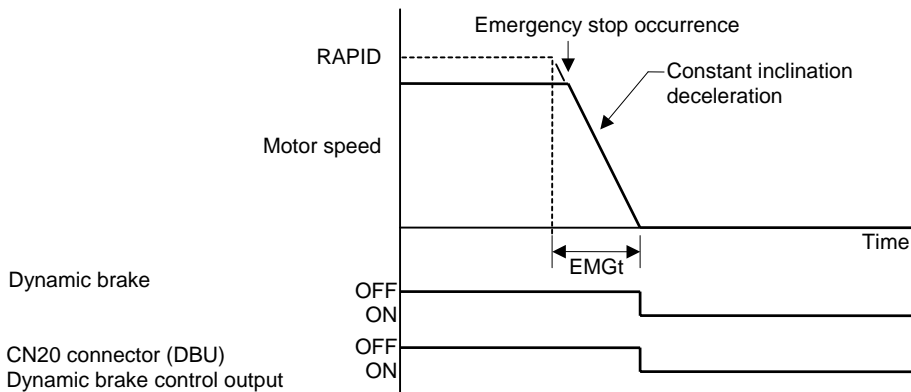 Emergency stop occurrence
RAPID
Constant inclination
deceleration
Motor speed
Time
EMGt
Dynamic brake
OFF
ON
CN20 connector (DBU)
Dynamic brake control output
OFF
ON